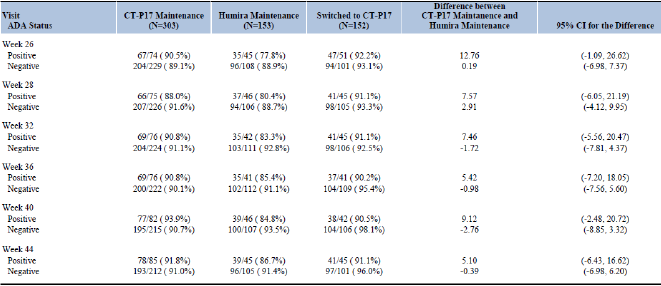 Visit ADA Status | CT-P17 Maintenance (N=303) | Humira Maintenance (N=153) | Switched to CT-P17 (N=152) | Difference between CT-P17 Maintanence and Humira Maintenance | 95% CI for the Difference
Week 26
Positive 67/74 ( 90.5%) 35/45 ( 77.8%) 47/51 ( 92.2%) 12.76 (-1.09, 26.62)
Negative 204/229 ( 89.1%) 96/108 ( 88.9%) 94/101 ( 93.1%) 0.19 (-6.98, 7.37)
Week 28
Positive 66/75 ( 88.0%) 37/46 ( 80.4%) 41/45 ( 91.1%) 7.57 (-6.05, 21.19)
Negative 207/226 ( 91.6%) 94/106 ( 88.7%) 98/105 ( 93.3%) 2.91 (-4.12, 9.95)
Week 32
Positive 69/76 ( 90.8%) 35/42 ( 83.3%) 41/45 ( 91.1%) 7.46 (-5.56, 20.47)
Negative 204/224 ( 91.1%) 103/111 ( 92.8%) 98/106 ( 92.5%) -1.72 (-7.81, 4.37)
Week 36
Positive 69/76 ( 90.8%) 35/41 ( 85.4%) 37/41 ( 90.2%) 5.42 (-7.20, 18.05)
Negative 200/222 ( 90.1%) 102/112 ( 91.1%) 104/109 ( 95.4%) -0.98 (-7.56, 5.60)
Week 40
Positive 77/82 ( 93.9%) 39/46 ( 84.8%) 38/42 ( 90.5%) 9.12 (-2.48, 20.72)
Negative 195/215 ( 90.7%) 100/107 ( 93.5%) 104/106 ( 98.1%) -2.76 (-8.85, 3.32)
Week 44
Positive 78/85 ( 91.8%) 39/45 ( 86.7%) 41/45 ( 91.1%) 5.10 (-6.43, 16.62)
Negative 193/212 ( 91.0%) 96/105 ( 91.4%) 97/101 ( 96.0%) -0.39 (-6.98, 6.20)